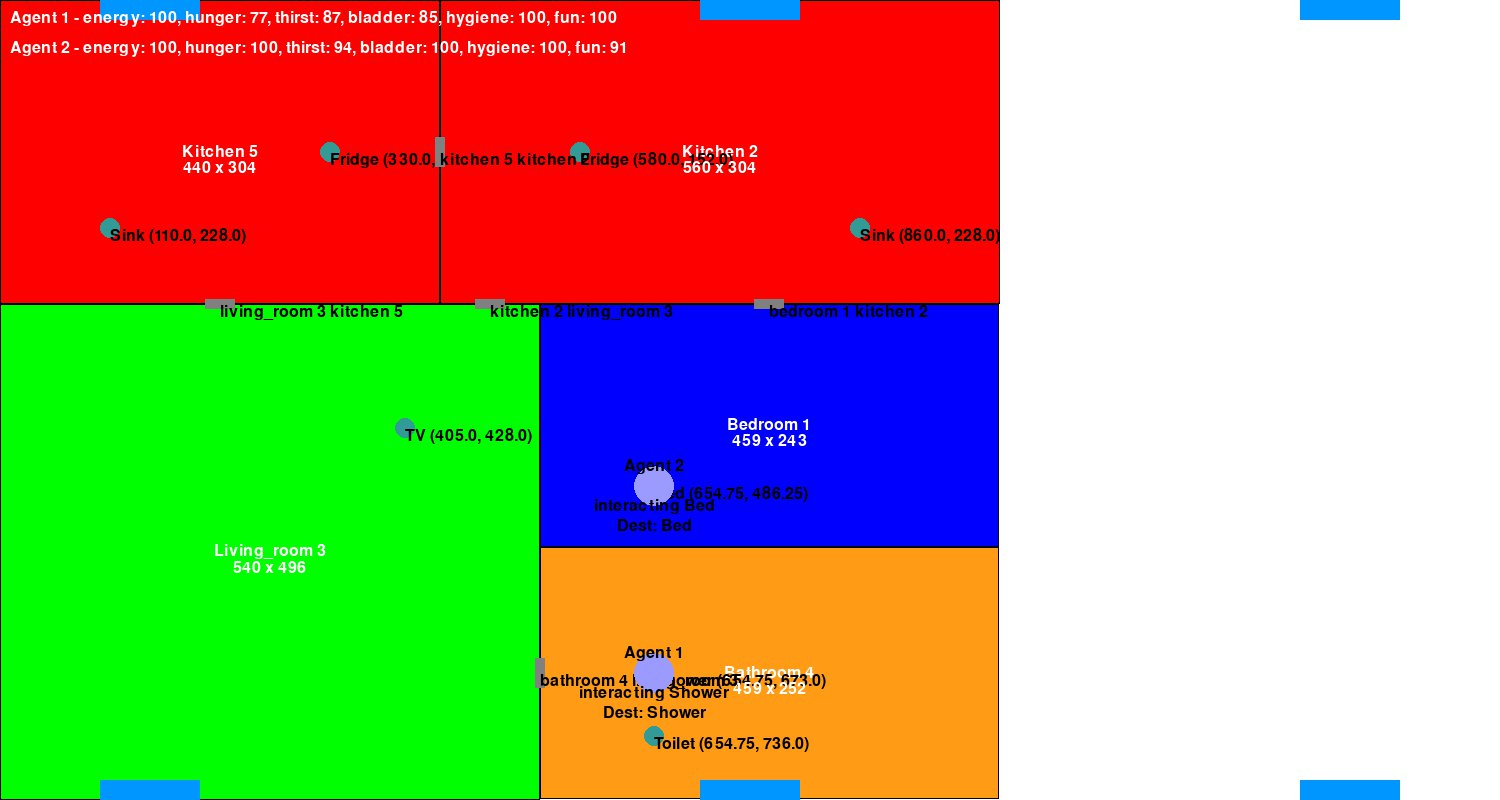 Agent 1 - energy: 100, hunger: 77, thirst: 87, bladder: 85, hygiene: 100, fun: 100
Agent 2 - energy: 100, hunger: 100, thirst: 94, bladder: 100, hygiene: 100, fun: 91
Kitchen 5
440 x 304
Fridge (330.0, kitchen 5 kitchen 2
Fridge (580.0, 152.0)
Kitchen 2
560 x 304
Sink (110.0, 228.0)
Sink (860.0, 228.0)
living_room 3 kitchen 5
kitchen 2 living_room 3
bedroom 1 kitchen 2
TV (405.0, 428.0)
Bedroom 1
459 x 243
Agent 2
(654.75, 486.25)
interacting Bed
Dest: Bed
Living_room 3
540 x 496
Agent 1
Bathroom 4
459 x 252
bathroom 4
(654.75, 673.0)
interacting Shower
Dest: Shower
Toilet (654.75, 736.0)